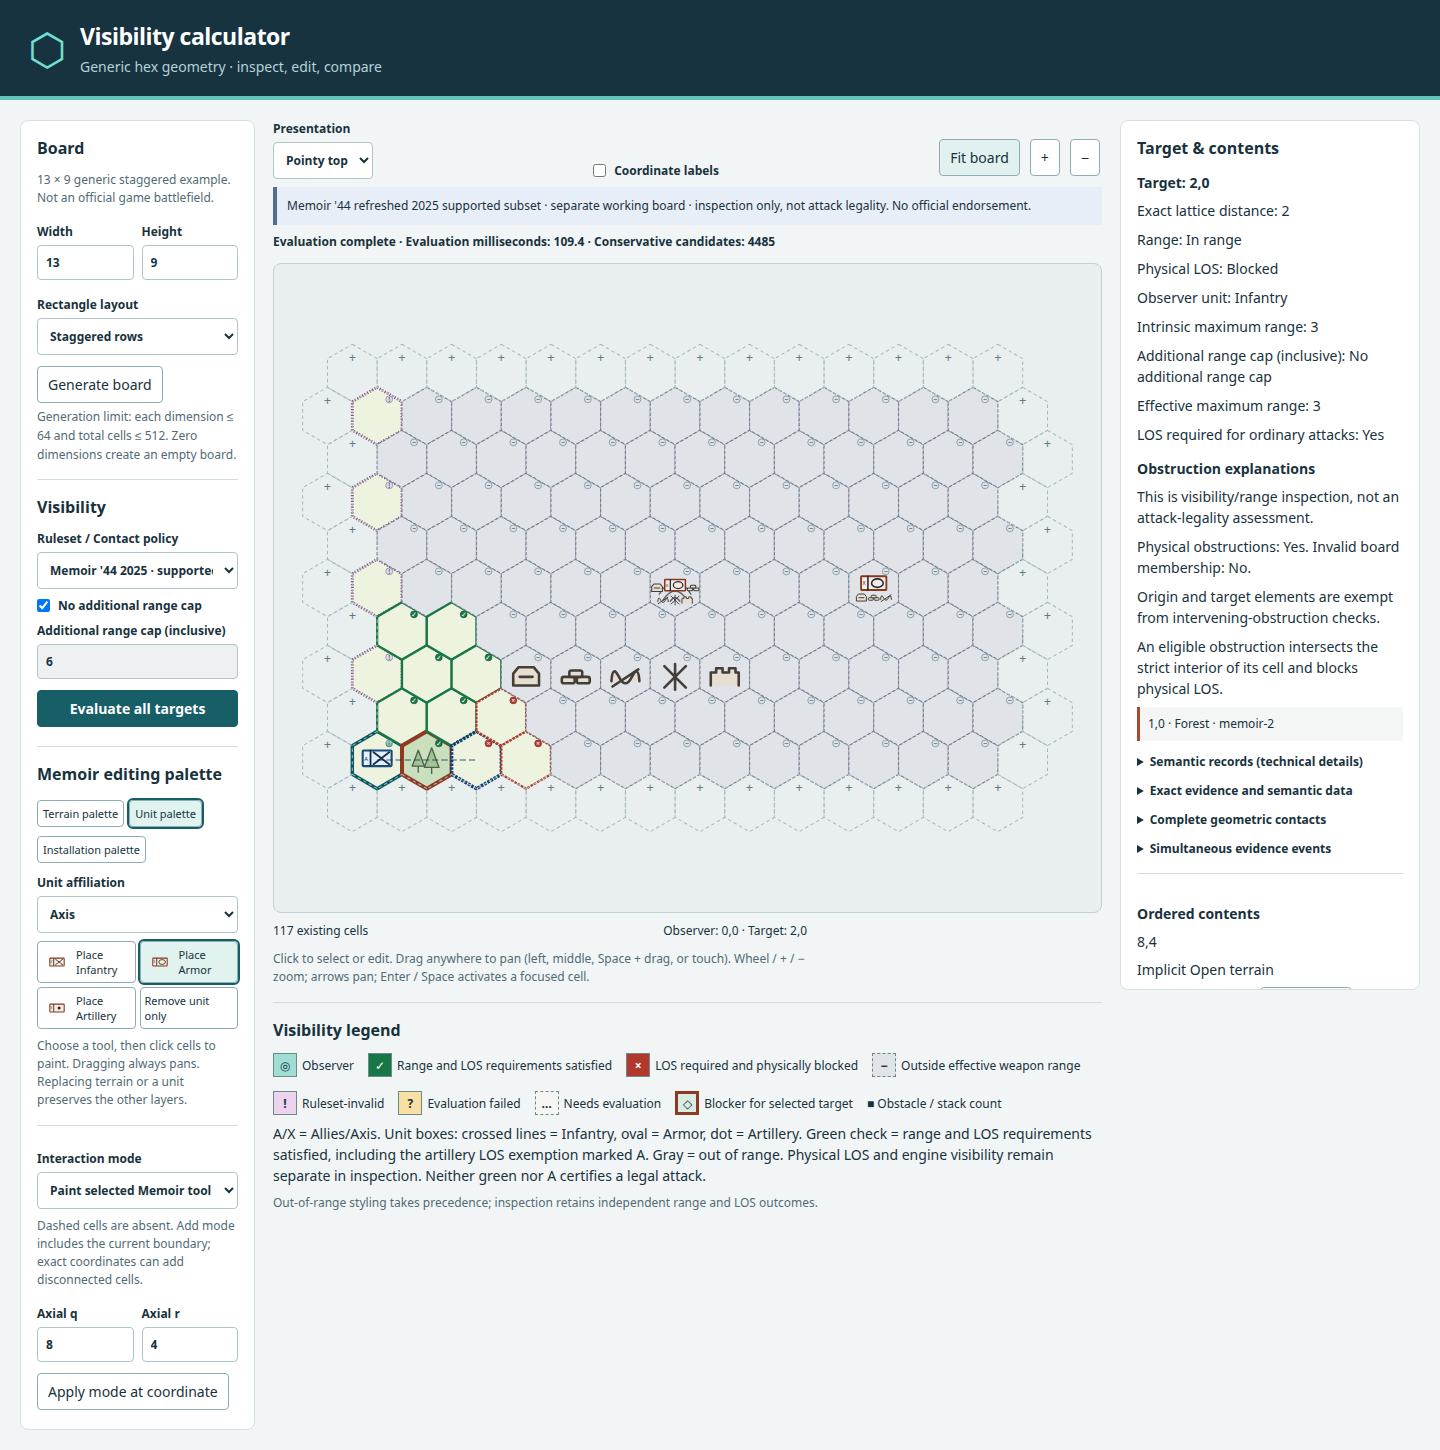 Visibility calculator
Generic hex geometry · inspect, edit, compare
Board
13 × 9 generic staggered example.
Not an official game battlefield.
Width
Height
13
9
Rectangle layout
Staggered rows
Generate board
Generation limit: each dimension ≤
64 and total cells ≤ 512. Zero
dimensions create an empty board.
Visibility
Ruleset / Contact policy
Memoir '44 2025 · supporte
No additional range cap
Additional range cap (inclusive)
6
Evaluate all targets
Memoir editing palette
Terrain palette
Unit palette
Installation palette
Unit affiliation
Axis
Place
Infantry
Place
Armor
Place
Artillery
Remove unit
only
Choose a tool, then click cells to
paint. Dragging always pans.
Replacing terrain or a unit
preserves the other layers.
Interaction mode
Paint selected Memoir tool
Dashed cells are absent. Add mode
includes the current boundary;
exact coordinates can add
disconnected cells.
Axial q
Axial r
8
4
Apply mode at coordinate
Presentation
Pointy top
Coordinate labels
Fit board
+
−
Memoir '44 refreshed 2025 supported subset · separate working board · inspection only, not attack legality. No official endorsement.
Evaluation complete · Evaluation milliseconds: 109.4 · Conservative candidates: 4485
117 existing cells
Observer: 0,0 · Target: 2,0
Click to select or edit. Drag anywhere to pan (left, middle, Space + drag, or touch). Wheel / + / −
zoom; arrows pan; Enter / Space activates a focused cell.
Visibility legend
◎ Observer
✓ Range and LOS requirements satisfied
× LOS required and physically blocked
− Outside effective weapon range
! Ruleset-invalid
? Evaluation failed
... Needs evaluation
◇ Blocker for selected target
■ Obstacle / stack count
A/X = Allies/Axis. Unit boxes: crossed lines = Infantry, oval = Armor, dot = Artillery. Green check = range and LOS requirements
satisfied, including the artillery LOS exemption marked A. Gray = out of range. Physical LOS and engine visibility remain
separate in inspection. Neither green nor A certifies a legal attack.
Out-of-range styling takes precedence; inspection retains independent range and LOS outcomes.
Target & contents
Target: 2,0
Exact lattice distance: 2
Range: In range
Physical LOS: Blocked
Observer unit: Infantry
Intrinsic maximum range: 3
Additional range cap (inclusive): No
additional range cap
Effective maximum range: 3
LOS required for ordinary attacks: Yes
Obstruction explanations
This is visibility/range inspection, not an
attack-legality assessment.
Physical obstructions: Yes. Invalid board
membership: No.
Origin and target elements are exempt
from intervening-obstruction checks.
An eligible obstruction intersects the
strict interior of its cell and blocks
physical LOS.
1,0 · Forest · memoir-2
Semantic records (technical details)
Exact evidence and semantic data
Complete geometric contacts
Simultaneous evidence events
Ordered contents
8,4
Implicit Open terrain